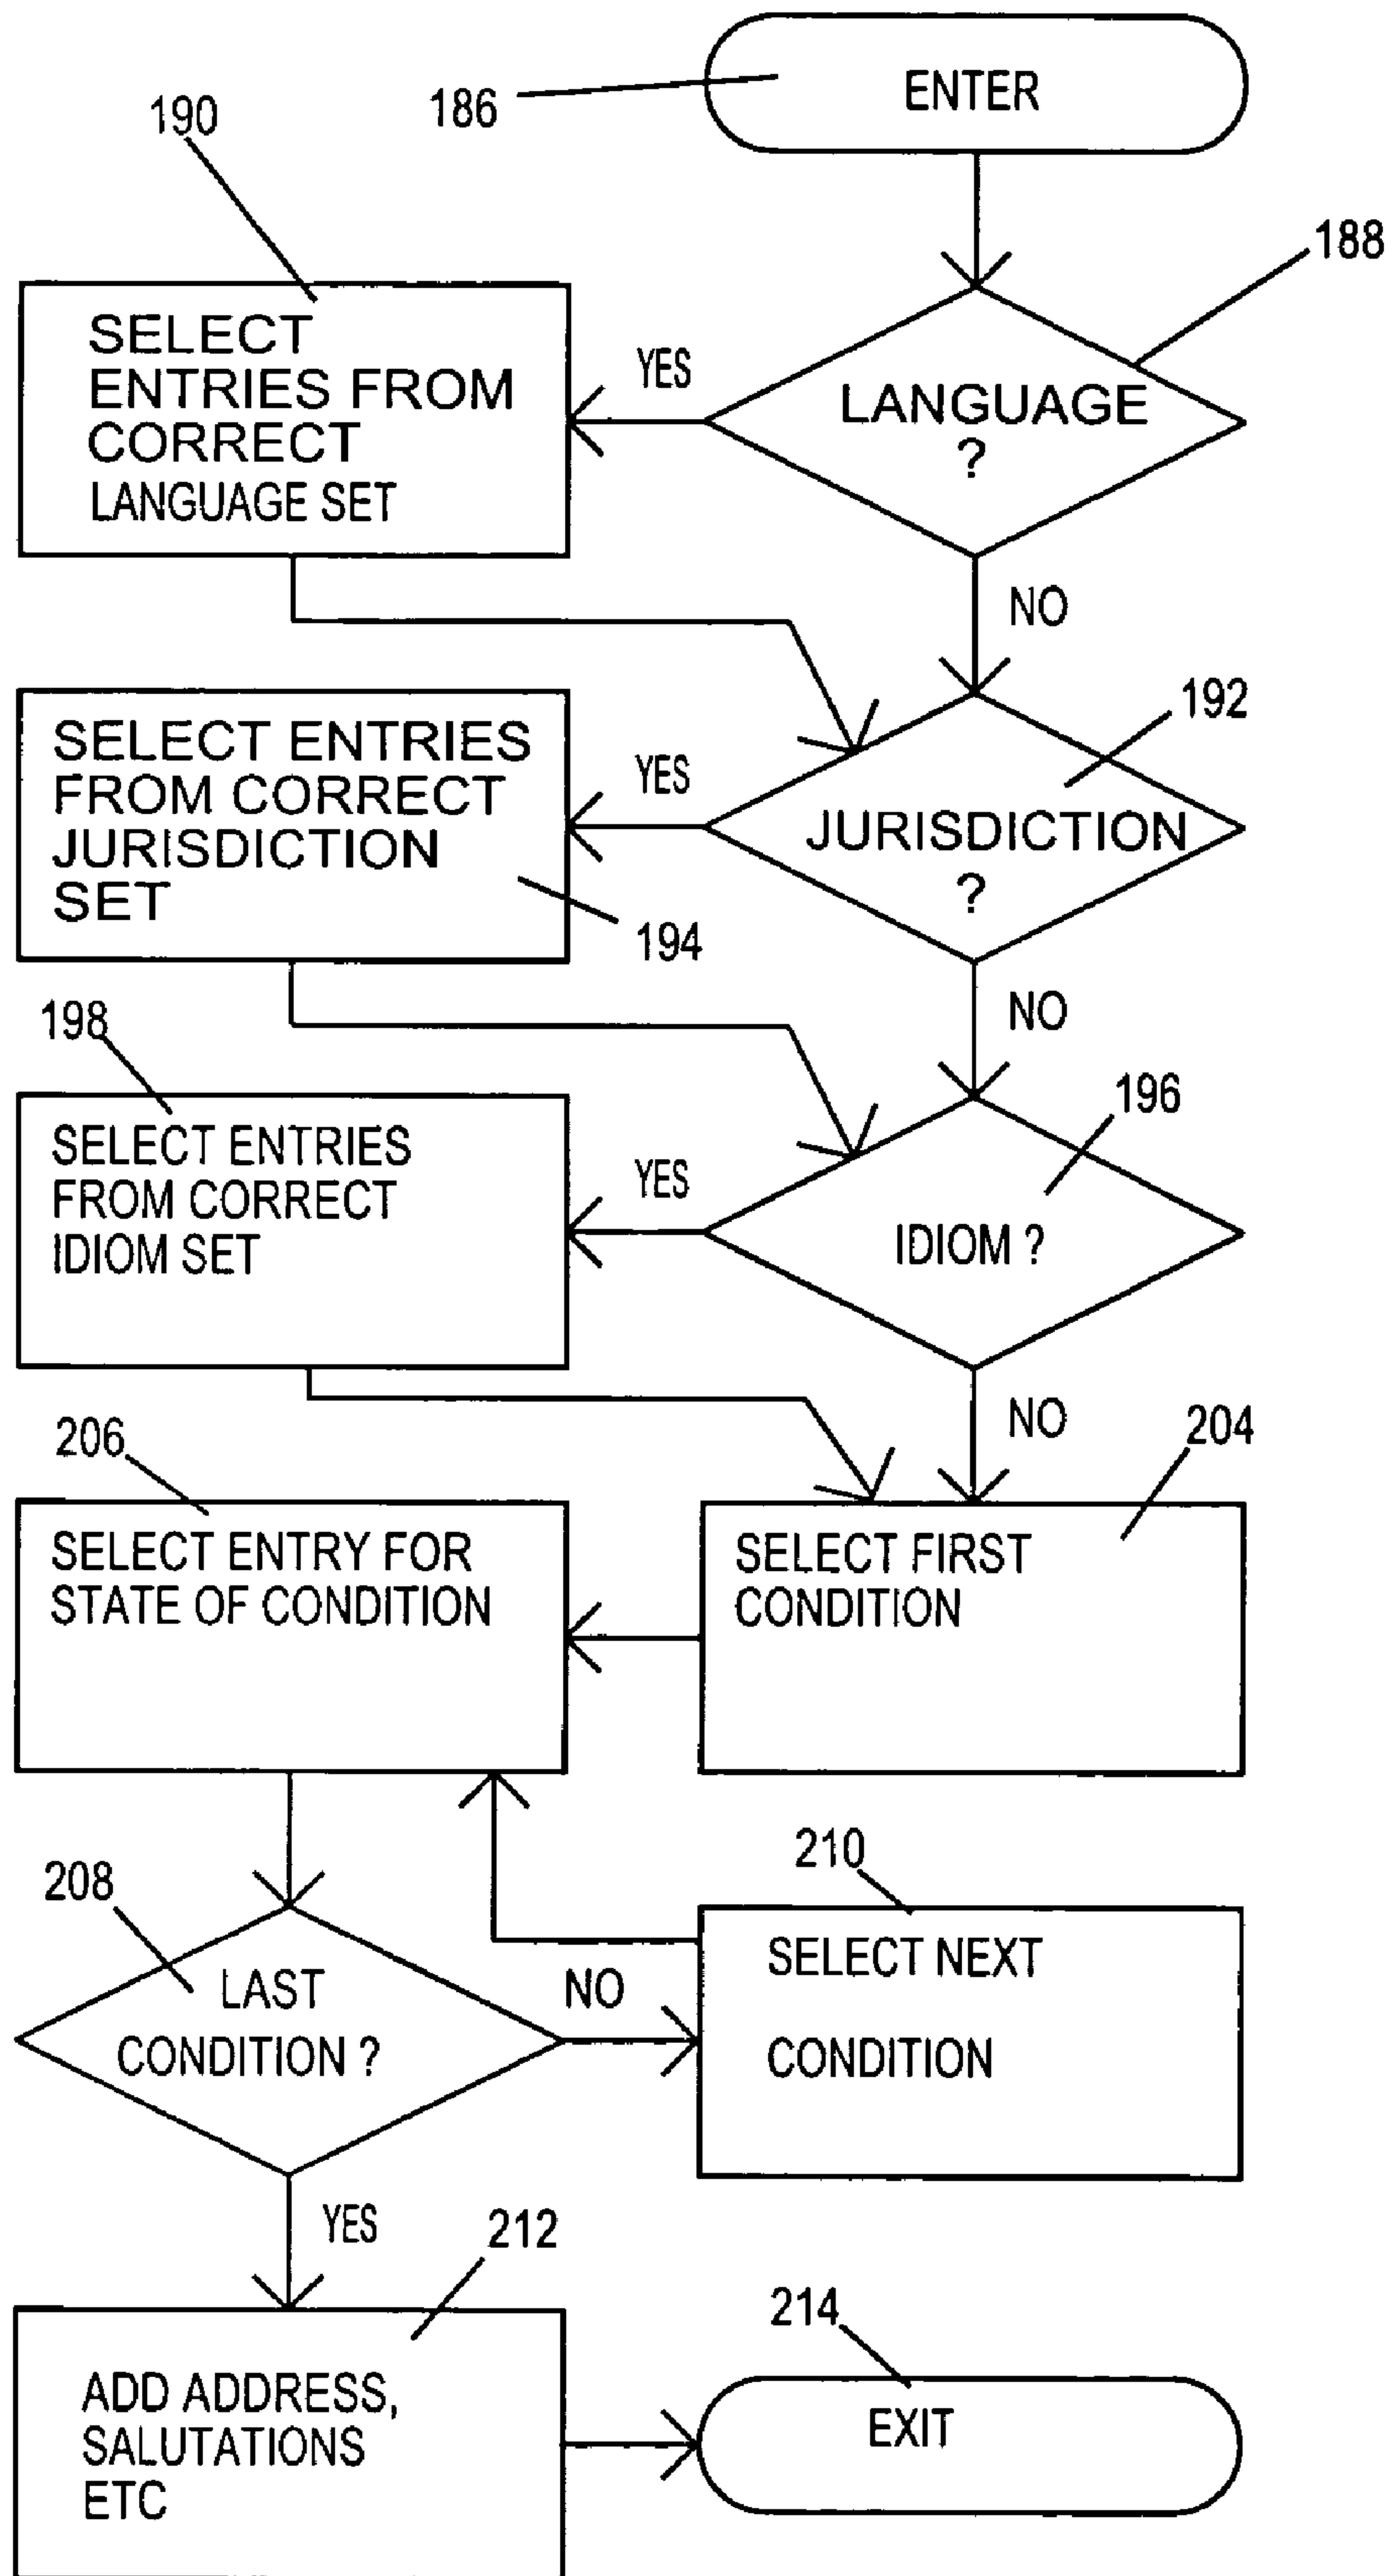 186
ENTER
190
188
SELECT
ENTRIES FROM
CORRECT
LANGUAGE SET
YES
LANGUAGE
?
NO
192
SELECT ENTRIES
FROM CORRECT
JURISDICTION
SET
YES
JURISDICTION
?
194
NO
198
196
SELECT ENTRIES
FROM CORRECT
IDIOM SET
YES
IDIOM ?
NO
206
204
SELECT ENTRY FOR
STATE OF CONDITION
SELECT FIRST
CONDITION
208
210
LAST
CONDITION ?
NO
SELECT NEXT
CONDITION
YES
212
214
ADD ADDRESS,
SALUTATIONS
ETC
EXIT